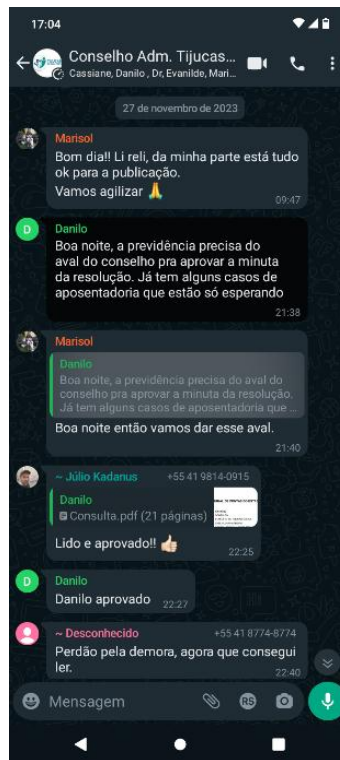 17:04
Conselho Adm. Tijucas...
Cassiane, Danilo , Dr, Evanilde, Mari...
27 de novembro de 2023
Marisol
Bom dia!! Li reli, da minha parte está tudo
ok para a publicação.
Vamos agilizar 🙏
09:47
D
Danilo
Boa noite, a previdência precisa do
aval do conselho pra aprovar a minuta
da resolução. Já tem alguns casos de
aposentadoria que estão só esperando
21:38
Marisol
Danilo
Boa noite, a previdência precisa do aval do
conselho pra aprovar a minuta da resolução.
Já tem alguns casos de aposentadoria que ...
Boa noite então vamos dar esse aval.
21:40
~ Júlio Kadanus +55 41 9814-0915
Danilo
Consulta.pdf (21 páginas)
Lido e aprovado!! 👍🏻
22:25
D
Danilo
Danilo aprovado 22:27
~ Desconhecido +55 41 8774-8774
Perdão pela demora, agora que consegui
ler.
22:40
Mensagem
R$